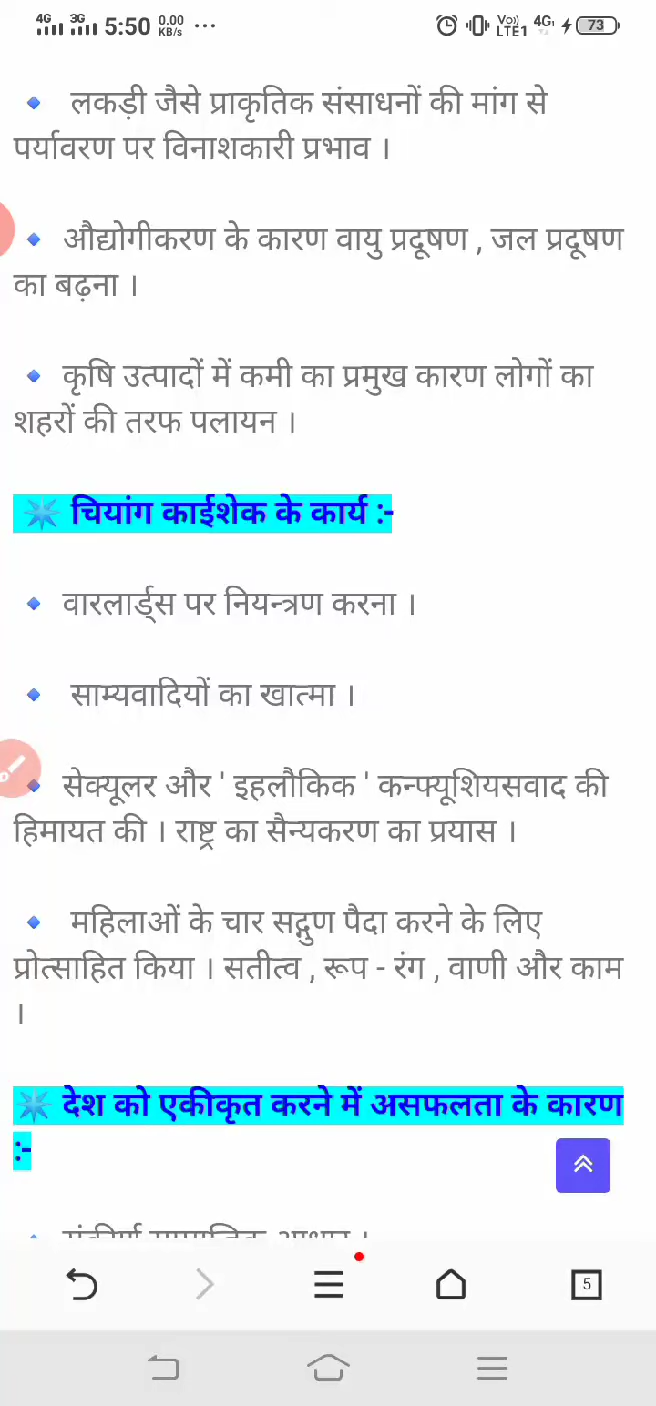 4G 3G 5:50 0.00 KB/s ... Vo)) LTE1 4G 73
लकड़ी जैसे प्राकृतिक संसाधनों की मांग से
पर्यावरण पर विनाशकारी प्रभाव ।
औद्योगीकरण के कारण वायु प्रदूषण , जल प्रदूषण
का बढ़ना ।
कृषि उत्पादों में कमी का प्रमुख कारण लोगों का
शहरों की तरफ पलायन ।
चियांग काईशेक के कार्य :-
वारलार्ड्स पर नियन्त्रण करना ।
साम्यवादियों का खात्मा ।
सेक्यूलर और ' इहलौकिक ' कन्फ्यूशियसवाद की
हिमायत की । राष्ट्र का सैन्यकरण का प्रयास ।
महिलाओं के चार सद्गुण पैदा करने के लिए
प्रोत्साहित किया । सतीत्व , रूप - रंग , वाणी और काम
।
देश को एकीकृत करने में असफलता के कारण
:-
5